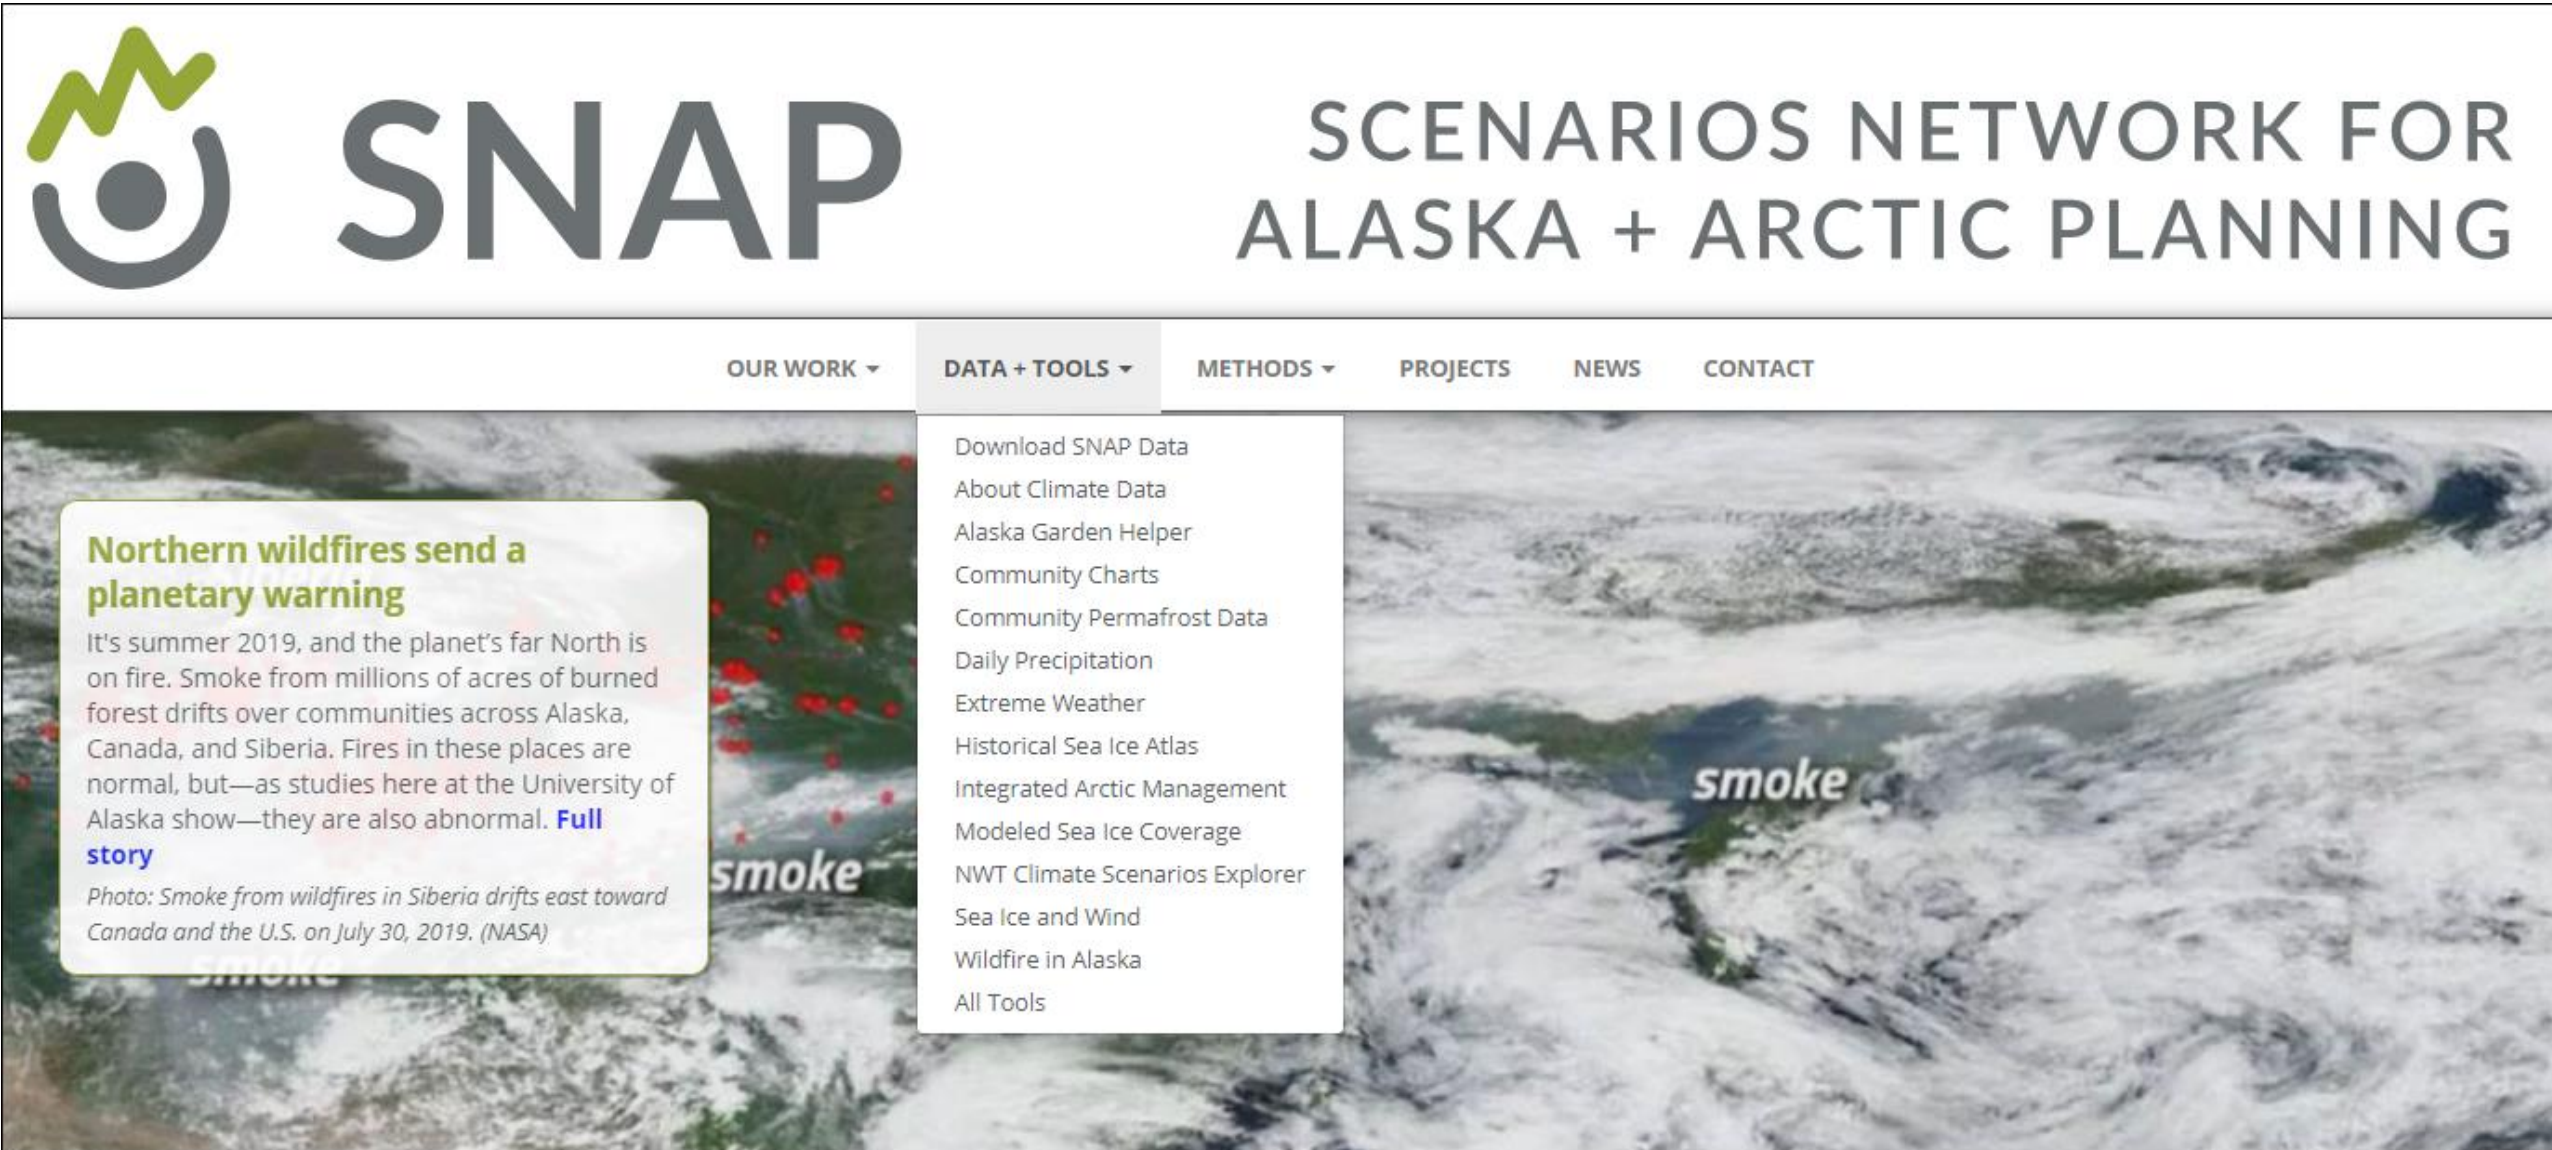 SNAP
SCENARIOS NETWORK FOR
ALASKA + ARCTIC PLANNING
OUR WORK DATA + TOOLS METHODS PROJECTS NEWS CONTACT
Northern wildfires send a
planetary warning
It's summer 2019, and the planet’s far North is
on fire. Smoke from millions of acres of burned
forest drifts over communities across Alaska,
Canada, and Siberia. Fires in these places are
normal, but—as studies here at the University of
Alaska show—they are also abnormal. Full
story
Photo: Smoke from wildfires in Siberia drifts east toward
Canada and the U.S. on July 30, 2019. (NASA)
smoke
smoke
Download SNAP Data
About Climate Data
Alaska Garden Helper
Community Charts
Community Permafrost Data
Daily Precipitation
Extreme Weather
Historical Sea Ice Atlas
Integrated Arctic Management
Modeled Sea Ice Coverage
NWT Climate Scenarios Explorer
Sea Ice and Wind
Wildfire in Alaska
All Tools
smoke